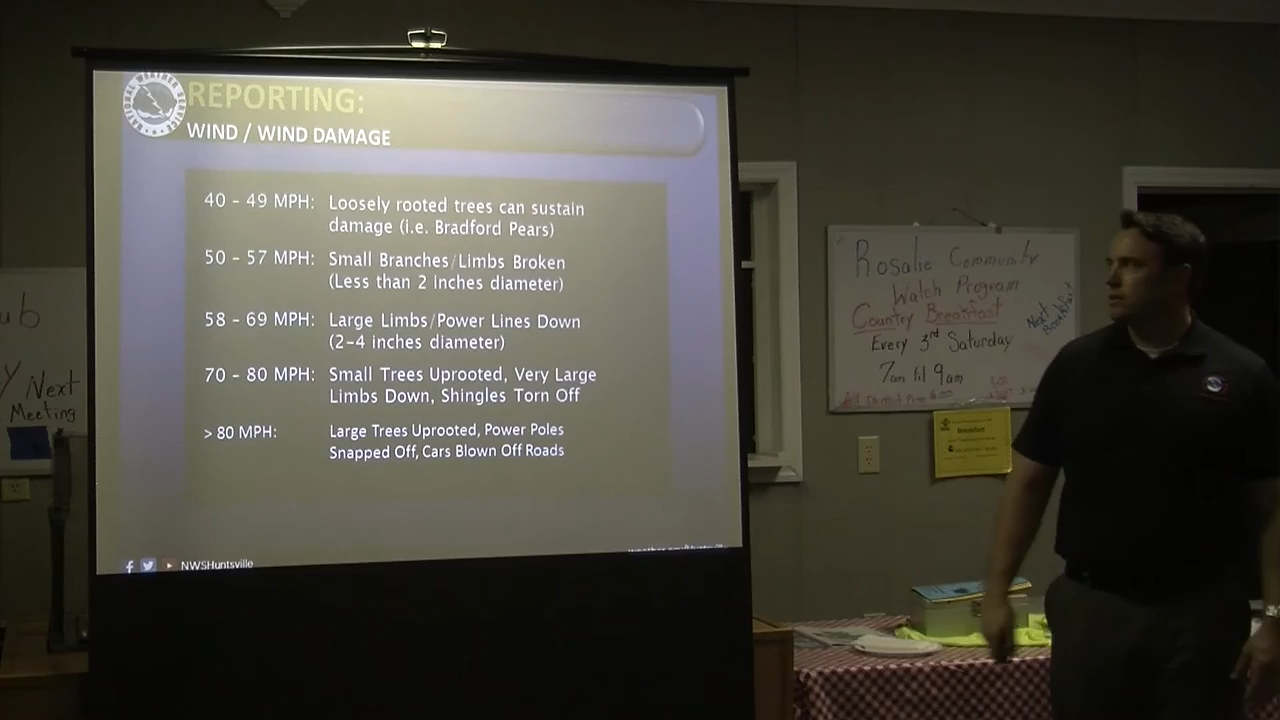 REPORTING:
WIND / WIND DAMAGE
40 - 49 MPH: Loosely rooted trees can sustain
damage (i.e. Bradford Pears)
50 - 57 MPH: Small Branches/Limbs Broken
(Less than 2 inches diameter)
58 - 69 MPH: Large Limbs/Power Lines Down
(2-4 inches diameter)
70 - 80 MPH: Small Trees Uprooted, Very Large
Limbs Down, Shingles Torn Off
> 80 MPH: Large Trees Uprooted, Power Poles
Snapped Off, Cars Blown Off Roads
NWSHuntsville
ub
Y Next
Meeting
Rosalie Community
Watch Program
Country Breakfast
Next
Breakfast
Every 3rd Saturday
7am til 9am
Breakfast